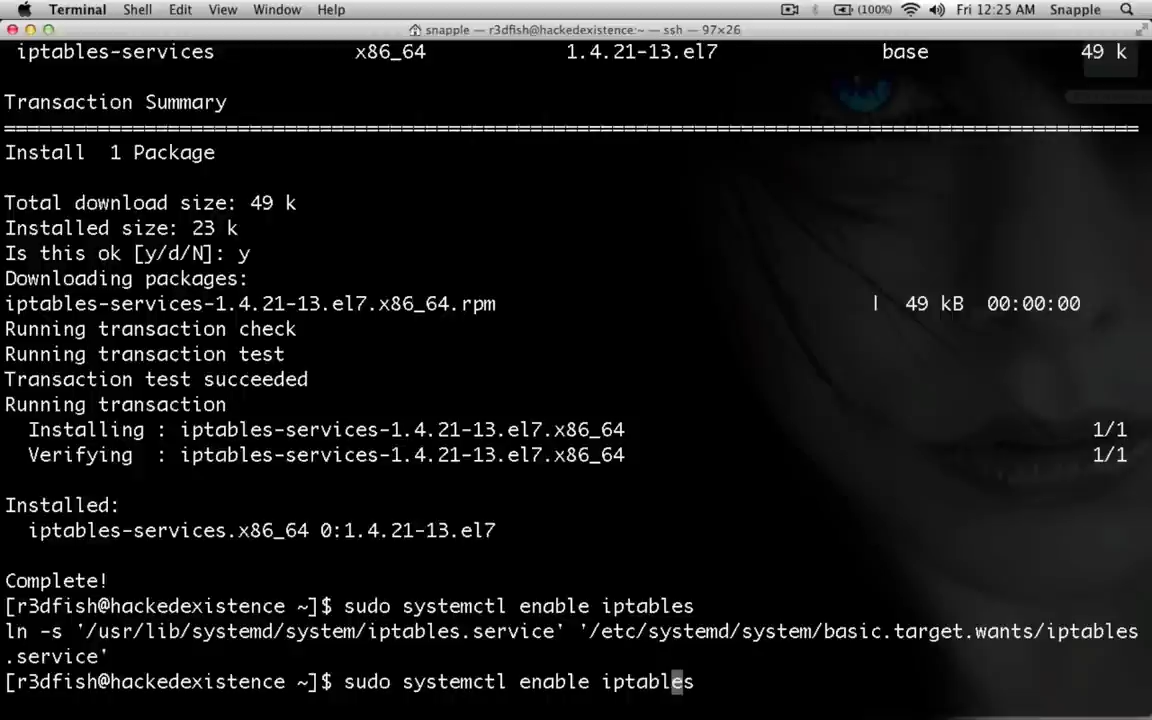 Terminal Shell Edit View Window Help (100%) Fri 12:25 AM Snapple
snapple — r3dfish@hackedexistence:~ — ssh — 97×26
iptables-services x86_64 1.4.21-13.el7 base 49 k
Transaction Summary
================================================================================
Install 1 Package
Total download size: 49 k
Installed size: 23 k
Is this ok [y/d/N]: y
Downloading packages:
iptables-services-1.4.21-13.el7.x86_64.rpm | 49 kB 00:00:00
Running transaction check
Running transaction test
Transaction test succeeded
Running transaction
Installing : iptables-services-1.4.21-13.el7.x86_64 1/1
Verifying : iptables-services-1.4.21-13.el7.x86_64 1/1
Installed:
iptables-services.x86_64 0:1.4.21-13.el7
Complete!
[r3dfish@hackedexistence ~]$ sudo systemctl enable iptables
ln -s '/usr/lib/systemd/system/iptables.service' '/etc/systemd/system/basic.target.wants/iptables
.service'
[r3dfish@hackedexistence ~]$ sudo systemctl enable iptables